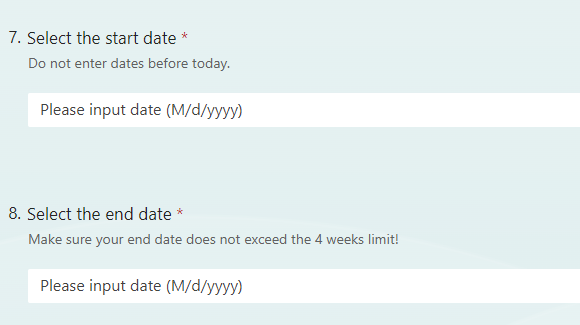 7. Select the start date *
Do not enter dates before today.
Please input date (M/d/yyyy)
8. Select the end date *
Make sure your end date does not exceed the 4 weeks limit!
Please input date (M/d/yyyy)